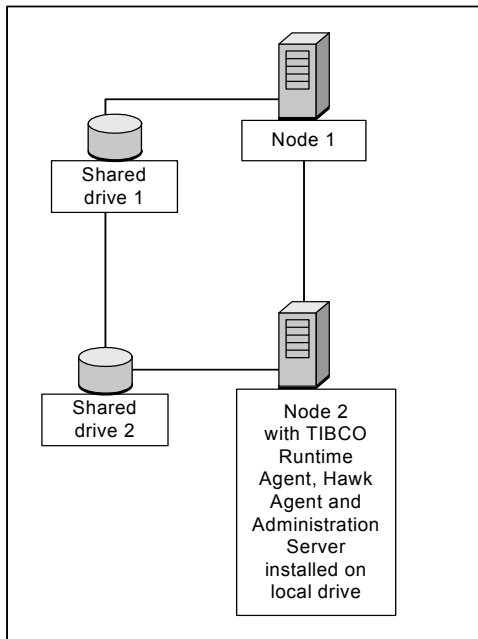 Node 1
Shared
drive 1
Shared
drive 2
Node 2
with TIBCO
Runtime
Agent, Hawk
Agent and
Administration
Server
installed on
local drive